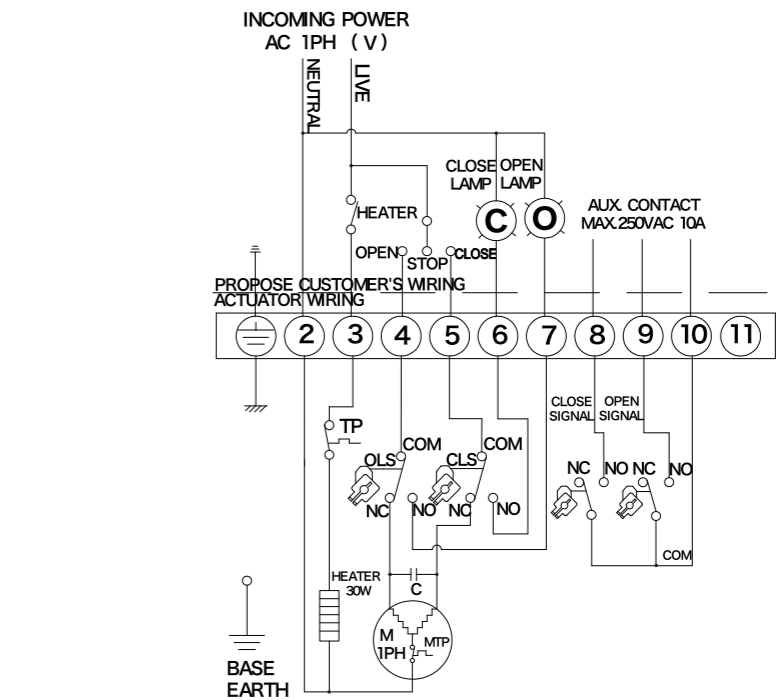 INCOMING POWER
AC 1PH ( V )
NEUTRAL
LIVE
CLOSE
LAMP
OPEN
LAMP
C
O
HEATER
AUX. CONTACT
MAX.250VAC 10A
OPEN
STOP
CLOSE
PROPOSE CUSTOMER'S WIRING
ACTUATOR WIRING
2 3 4 5 6 7 8 9 10 11
CLOSE
SIGNAL
OPEN
SIGNAL
TP
COM
COM
OLS
CLS
NC NO NC NO
NC NO NC NO
COM
HEATER
30W
C
M
1PH
MTP
BASE
EARTH